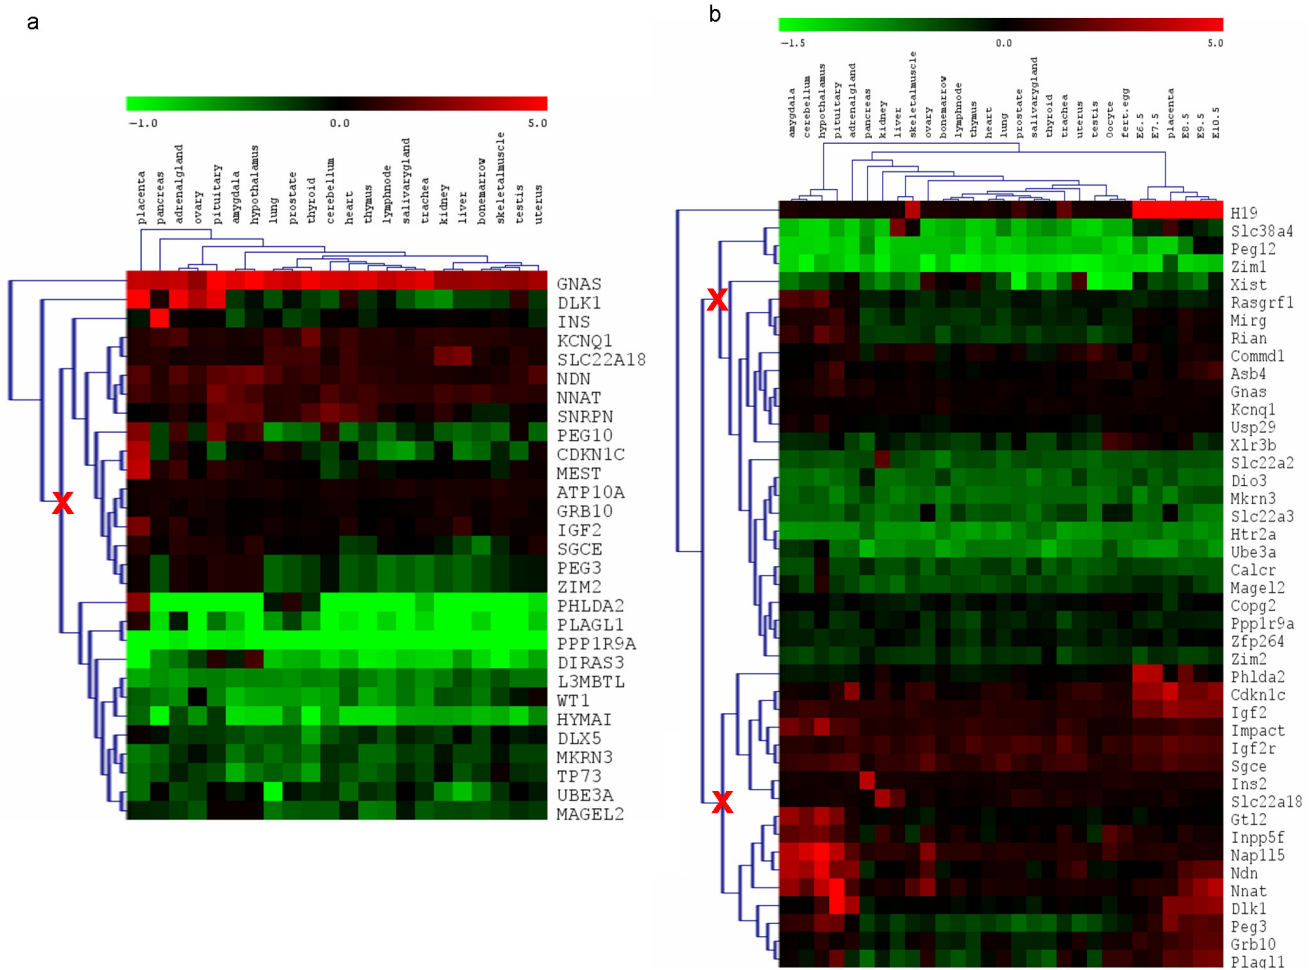 a
-1.0 0.0 5.0
placenta
pancreas
adrenalgland
ovary
pituitary
amygdala
hypothalamus
lung
prostate
thyroid
cerebellum
heart
thymus
lymphnode
salivarygland
trachea
kidney
liver
bonemarrow
skeletalmuscle
testis
uterus
X
GNAS
DLK1
INS
KCNQ1
SLC22A18
NDN
NNAT
SNRPN
PEG10
CDKN1C
MEST
ATP10A
GRB10
IGF2
SGCE
PEG3
ZIM2
PHLDA2
PLAGL1
PPP1R9A
DIRAS3
L3MBTL
WT1
HYMAI
DLX5
MKRN3
TP73
UBE3A
MAGEL2
b
-1.5 0.0 5.0
amygdala
cerebellum
hypothalamus
pituitary
adrenalgland
pancreas
kidney
liver
skeletalmuscle
ovary
bonemarrow
lymphnode
thymus
heart
lung
prostate
salivarygland
thyroid
trachea
uterus
testis
Oocyte
fert.egg
E6.5
E7.5
placenta
E8.5
E9.5
E10.5
X
X
H19
Slc38a4
Peg12
Zim1
Xist
Rasgrf1
Mirg
Rian
Commd1
Asb4
Gnas
Kcnq1
Usp29
Xlr3b
Slc22a2
Dio3
Mkrn3
Slc22a3
Htr2a
Ube3a
Calcr
Magel2
Copg2
Ppp1r9a
Zfp264
Zim2
Phlda2
Cdkn1c
Igf2
Impact
Igf2r
Sgce
Ins2
Slc22a18
Gtl2
Inpp5f
Nap1l5
Ndn
Nnat
Dlk1
Peg3
Grb10
Plagl1